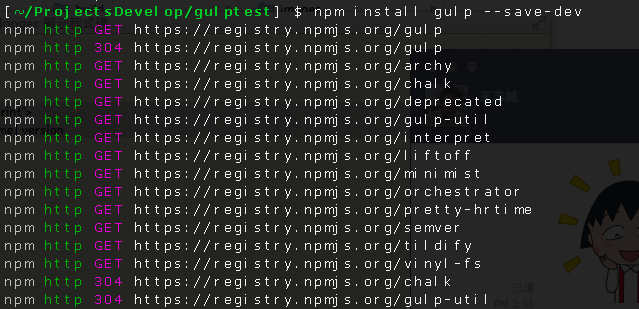 [~/ProjectsDevelop/gulptest] $ npm install gulp --save-dev
npm http GET https://registry.npmjs.org/gulp
npm http 304 https://registry.npmjs.org/gulp
npm http GET https://registry.npmjs.org/archy
npm http GET https://registry.npmjs.org/chalk
npm http GET https://registry.npmjs.org/deprecated
npm http GET https://registry.npmjs.org/gulp-util
npm http GET https://registry.npmjs.org/interpret
npm http GET https://registry.npmjs.org/liftoff
npm http GET https://registry.npmjs.org/minimist
npm http GET https://registry.npmjs.org/orchestrator
npm http GET https://registry.npmjs.org/pretty-hrtime
npm http GET https://registry.npmjs.org/semver
npm http GET https://registry.npmjs.org/tildify
npm http GET https://registry.npmjs.org/vinyl-fs
npm http 304 https://registry.npmjs.org/chalk
npm http 304 https://registry.npmjs.org/gulp-util